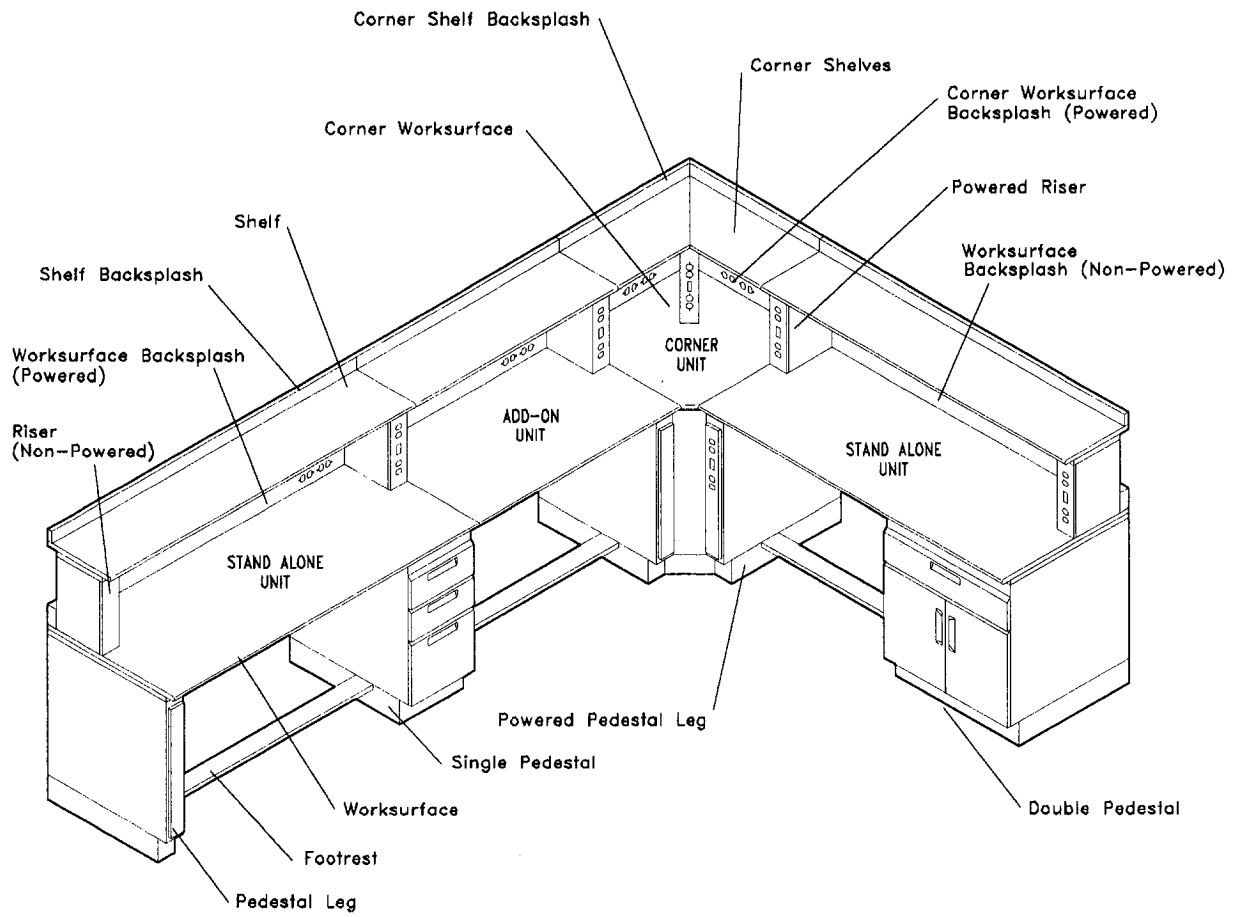 Corner Shelf Backsplash
Corner Shelves
Corner Worksurface
Backsplash (Powered)
Corner Worksurface
Powered Riser
Shelf
Worksurface
Backsplash (Non-Powered)
Shelf Backsplash
CORNER
UNIT
Worksurface Backsplash
(Powered)
ADD-ON
UNIT
Riser
(Non-Powered)
STAND ALONE
UNIT
STAND ALONE
UNIT
Powered Pedestal Leg
Single Pedestal
Worksurface
Double Pedestal
Footrest
Pedestal Leg